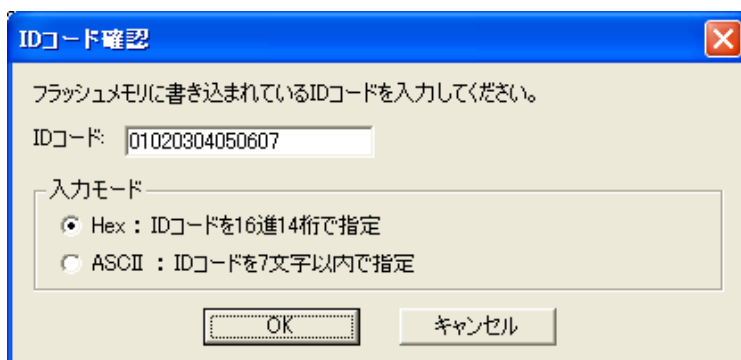 IDコード確認
フラッシュメモリに書き込まれているIDコードを入力してください。
IDコード: 01020304050607
入力モード
Hex : IDコードを16進14桁で指定
ASCII : IDコードを7文字以内で指定
OK キャンセル